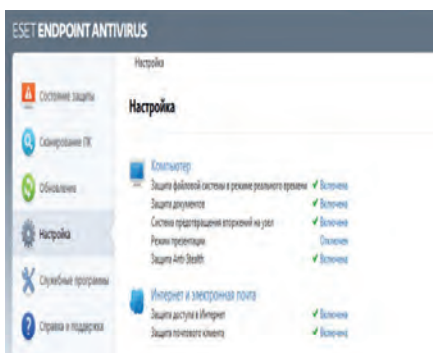 ESET ENDPOINT ANTIVIRUS
Настройка
Состояние защиты
Сканирование ПК
Обновление
Настройка
Служебные программы
Справка и поддержка
Настройка
Компьютер
Защита файловой системы в режиме реального времени Включена
Защита документов Включена
Система предотвращения вторжений на узел Включена
Режим презентации Отключен
Защита Anti-Stealth Включена
Интернет и электронная почта
Защита доступа в Интернет Включена
Защита почтового клиента Включена